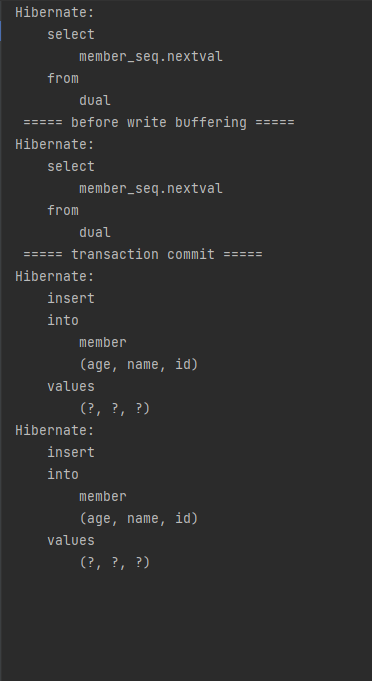 Hibernate:
    select
        member_seq.nextval
    from
        dual
 ===== before write buffering =====
Hibernate:
    select
        member_seq.nextval
    from
        dual
 ===== transaction commit =====
Hibernate:
    insert
    into
        member
        (age, name, id)
    values
        (?, ?, ?)
Hibernate:
    insert
    into
        member
        (age, name, id)
    values
        (?, ?, ?)